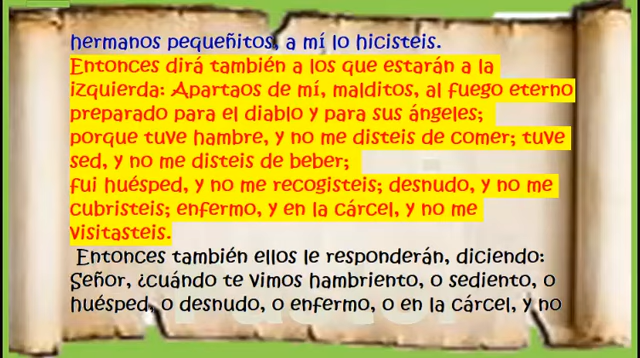 hermanos pequeñitos, a mí lo hicisteis.
Entonces dirá también a los que estarán a la
izquierda: Apartaos de mí, malditos, al fuego eterno
preparado para el diablo y para sus ángeles;
porque tuve hambre, y no me disteis de comer; tuve
sed, y no me disteis de beber;
fui huésped, y no me recogisteis; desnudo, y no me
cubristeis; enfermo, y en la cárcel, y no me
visitasteis.
Entonces también ellos le responderán, diciendo:
Señor, ¿cuándo te vimos hambriento, o sediento, o
huésped, o desnudo, o enfermo, o en la cárcel, y no